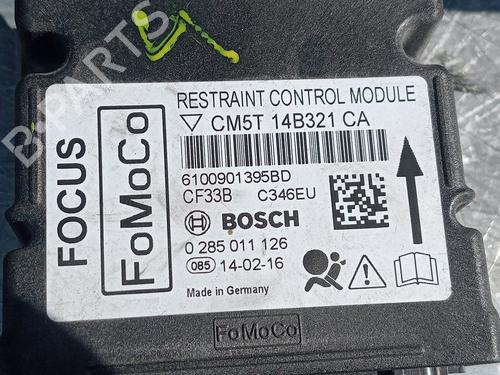 B-PARTS
FOCUS
FoMoCo
RESTRAINT CONTROL MODULE
CM5T 14B321 CA
6100901395BD
CF33B C346EU
BOSCH
0 285 011 126
085 14-02-16
Made in Germany
FoMoCo